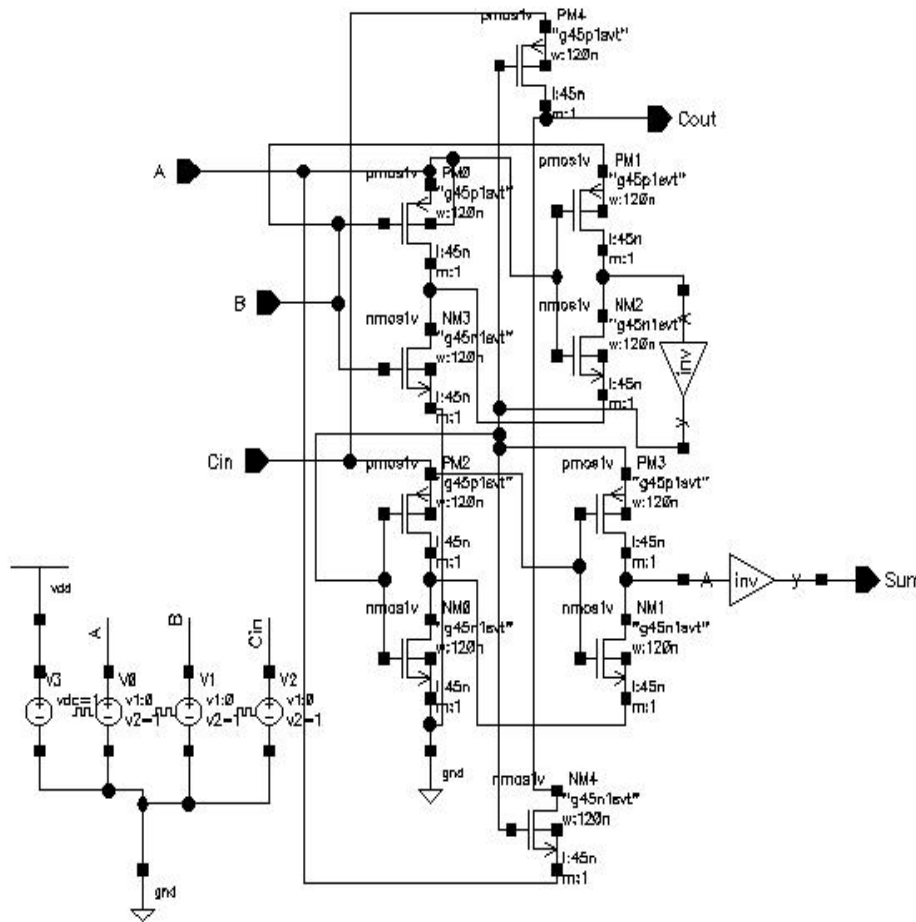 pmos1v PM4
"g45p1svt"
w:120n
l:45n
m:1
Cout
A
pmos1v PM0
"g45p1svt"
w:120n
l:45n
m:1
pmos1v PM1
"g45p1svt"
w:120n
l:45n
m:1
B
nmos1v NM3
"g45n1svt"
w:120n
l:45n
m:1
nmos1v NM2
"g45n1svt"
w:120n
l:45n
m:1
A
inv
y
Cin
pmos1v PM2
"g45p1svt"
w:120n
l:45n
m:1
pmos1v PM3
"g45p1svt"
w:120n
l:45n
m:1
A inv y Sum
nmos1v NM0
"g45n1svt"
w:120n
l:45n
m:1
nmos1v NM1
"g45n1svt"
w:120n
l:45n
m:1
vdd
A
B
Cin
V3
vdc=1
V0
v1:0
v2-1
V1
v1:0
v2-1
V2
v1:0
v2-1
gnd
gnd
nmos1v NM4
"g45n1svt"
w:120n
l:45n
m:1